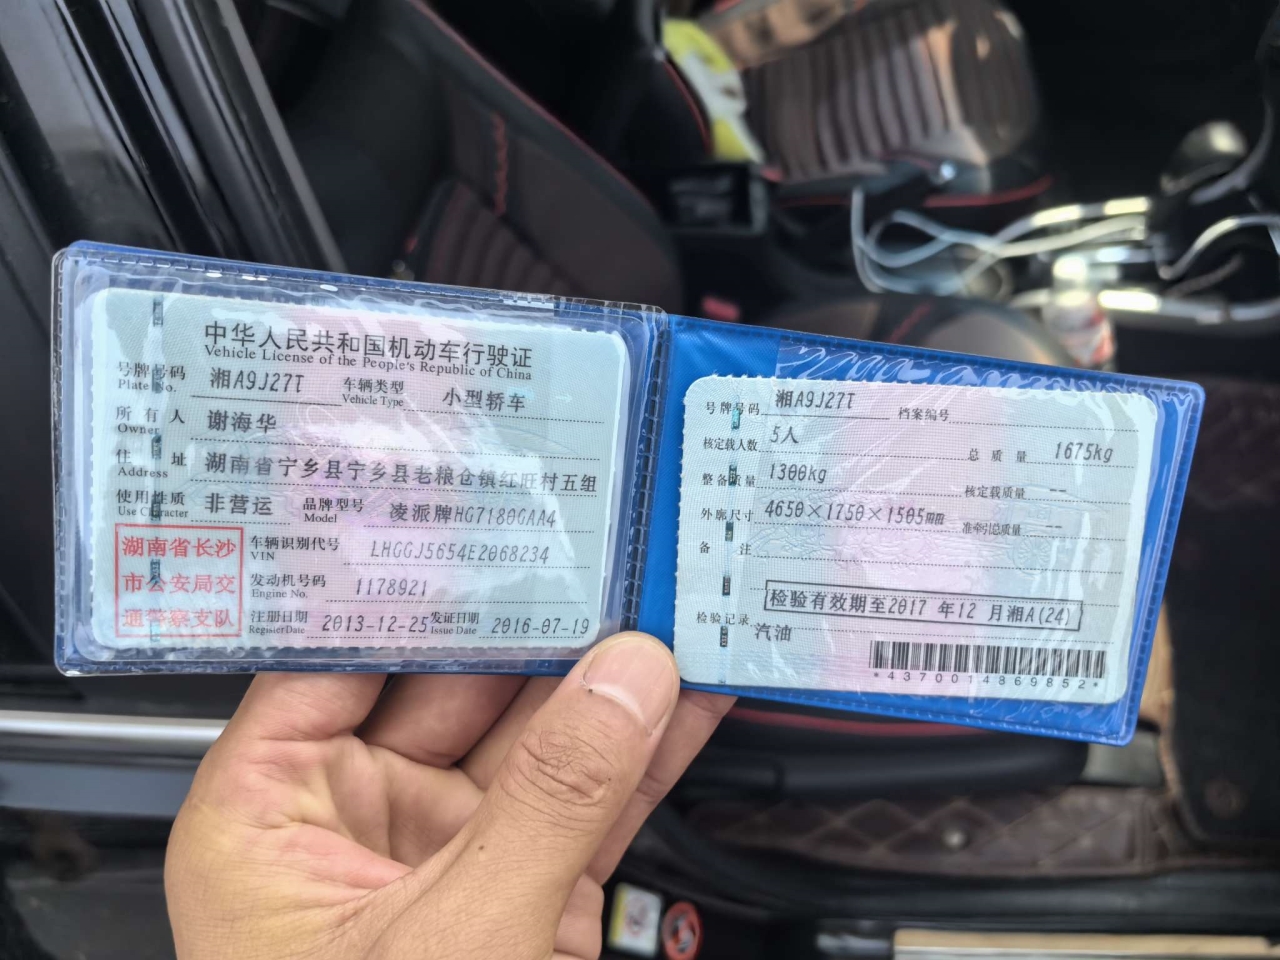 中华人民共和国机动车行驶证
Vehicle License of the People's Republic of China
号牌号码 湘A9J27T 车辆类型 小型轿车
Plate No. Vehicle Type
所有人 谢海华
Owner
住址 湖南省宁乡县宁乡县老粮仓镇红旺村五组
Address
使用性质 非营运 品牌型号 凌派牌HG7180GAA4
Use Character Model
湖南省长沙
市公安局交
通警察支队
车辆识别代号 LHGGJ5654E2068234
VIN
发动机号码 1178921
Engine No.
注册日期 2013-12-25 发证日期 2016-07-19
Register Date Issue Date
号牌号码 湘A9J27T 档案编号
核定载人数 5人 总质量 1675kg
整备质量 1300kg 核定载质量 --
外廓尺寸 4650×1750×1505mm 准牵引总质量 --
备注
检验有效期至2017 年12 月湘A(24)
检验记录
汽油
*4370014869852*